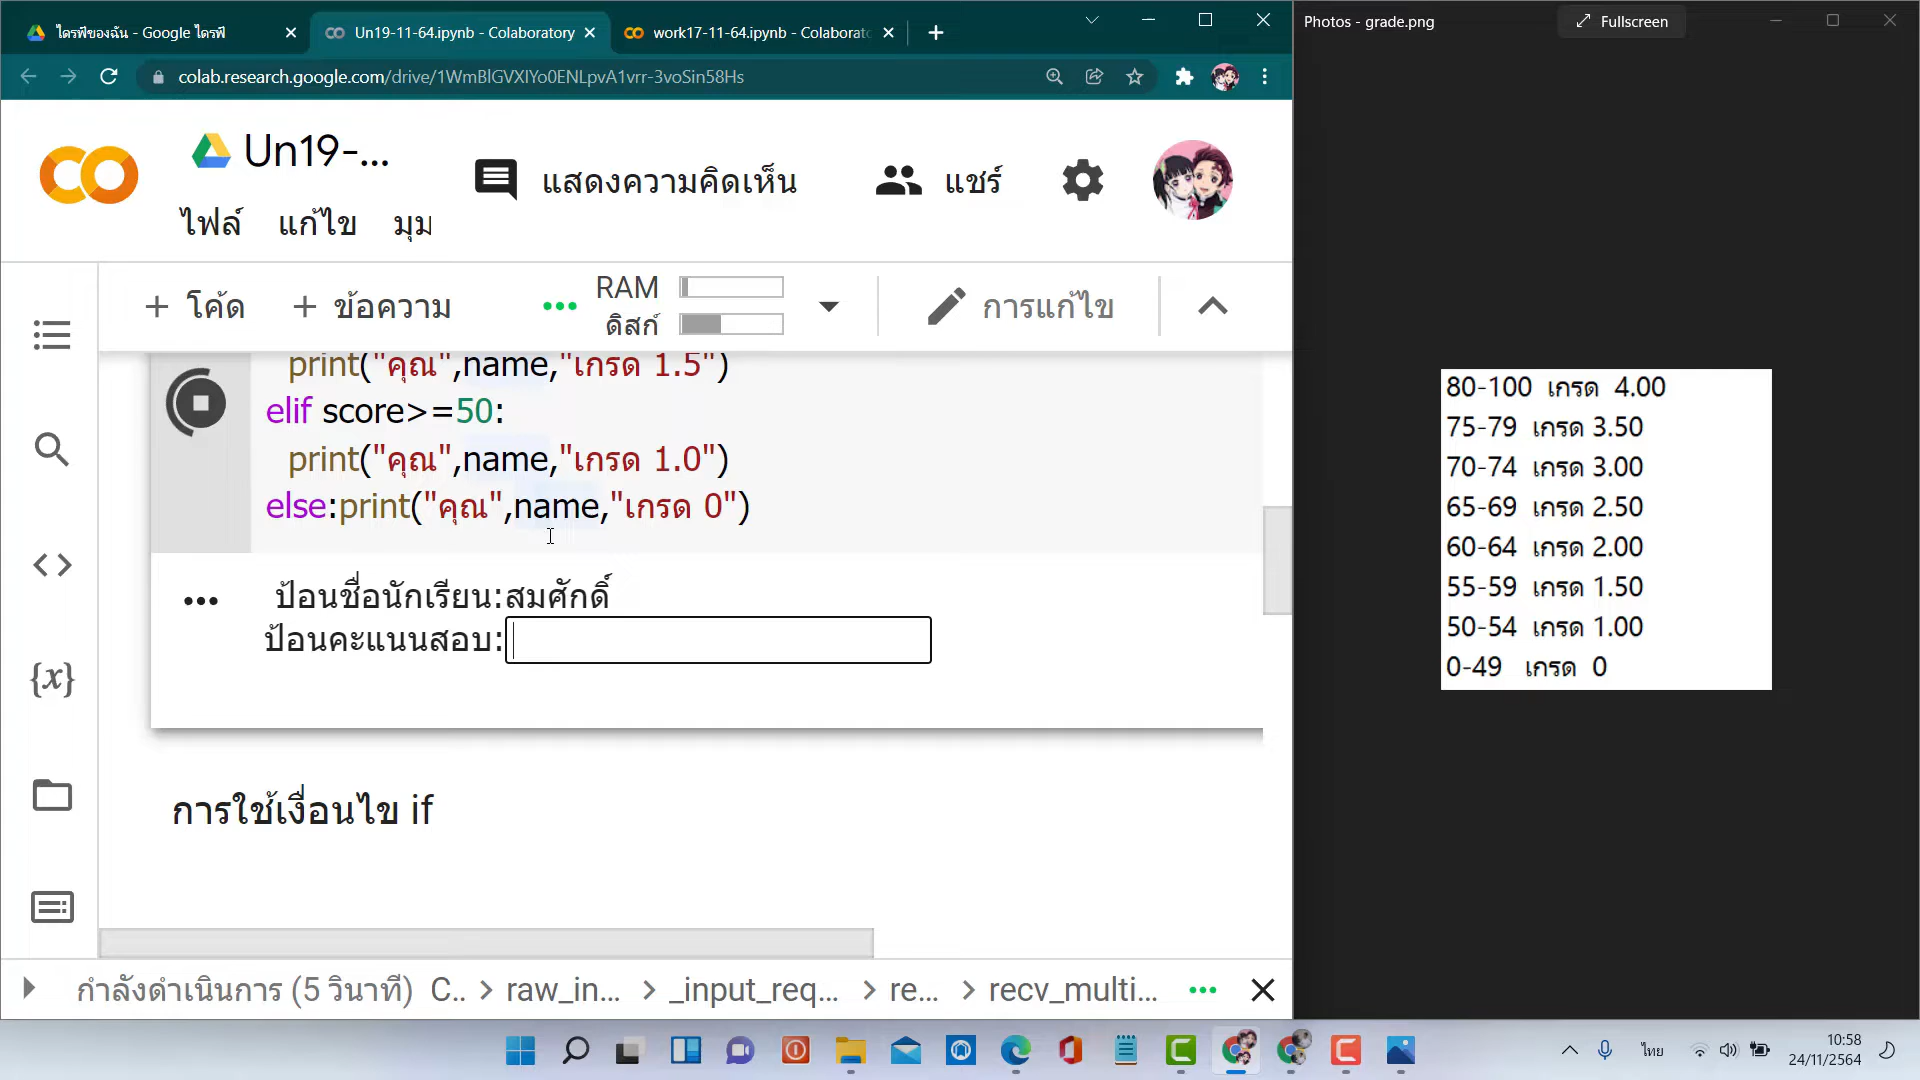 ไดรฟ์ของฉัน - Google ไดรฟ์
Un19-11-64.ipynb - Colaboratory
work17-11-64.ipynb - Colaborat
Photos - grade.png
Fullscreen
colab.research.google.com/drive/1WmBlGVXIYo0ENLpvA1vrr-3voSin58Hs
Un19-...
แสดงความคิดเห็น
แชร์
ไฟล์ แก้ไข มุม
+ โค้ด + ข้อความ
RAM
ดิสก์
การแก้ไข
print("คุณ",name,"เกรด 1.5")
elif score>=50:
print("คุณ",name,"เกรด 1.0")
else:print("คุณ",name,"เกรด 0")
ป้อนชื่อนักเรียน:สมศักดิ์
ป้อนคะแนนสอบ:
การใช้เงื่อนไข if
{x}
กำลังดำเนินการ (5 วินาที) C.. > raw_in... > _input_req... > re... > recv_multi...
80-100 เกรด 4.00
75-79 เกรด 3.50
70-74 เกรด 3.00
65-69 เกรด 2.50
60-64 เกรด 2.00
55-59 เกรด 1.50
50-54 เกรด 1.00
0-49 เกรด 0
ไทย
10:58
24/11/2564